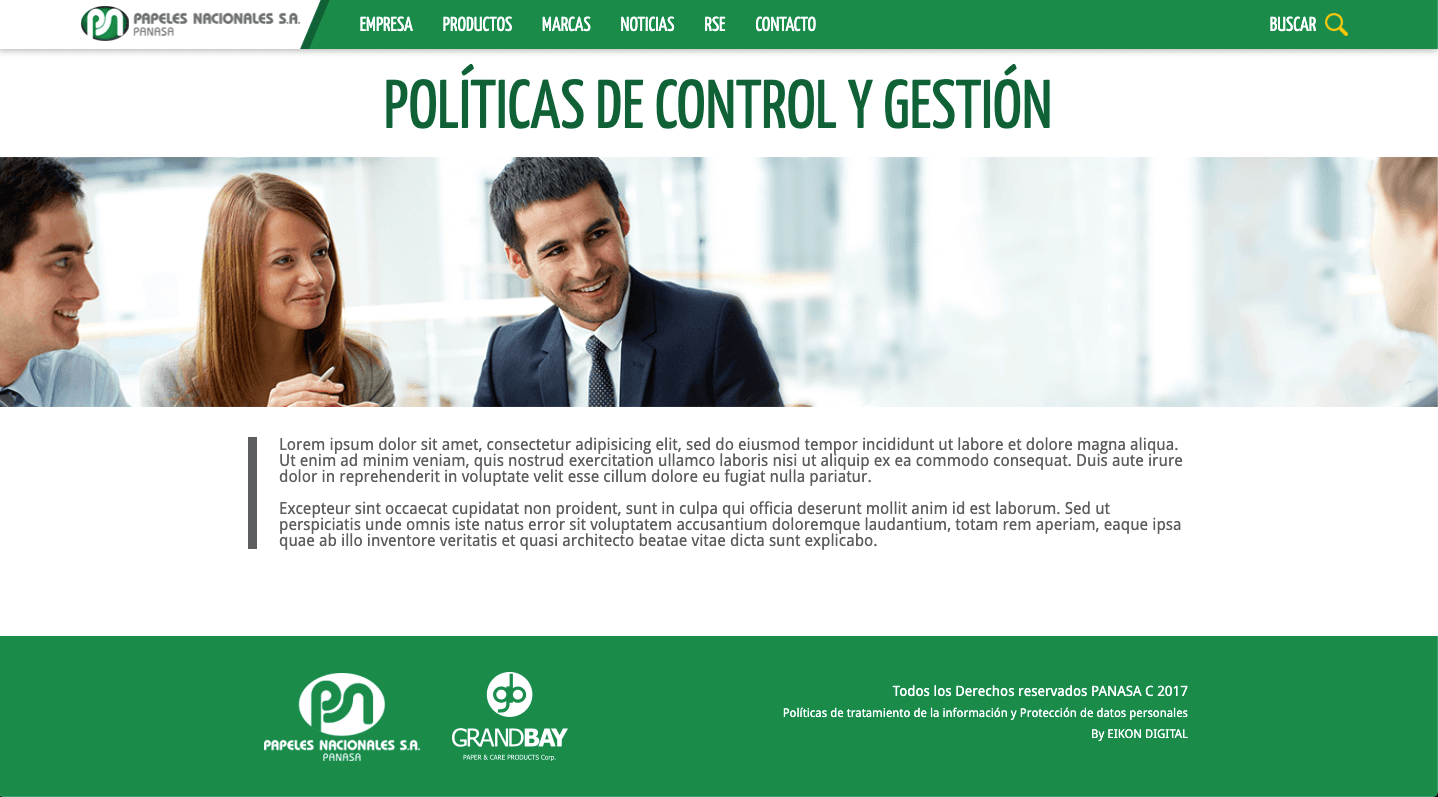 PAPELES NACIONALES S.A.
PANASA
EMPRESA PRODUCTOS MARCAS NOTICIAS RSE CONTACTO BUSCAR
POLÍTICAS DE CONTROL Y GESTIÓN
Lorem ipsum dolor sit amet, consectetur adipisicing elit, sed do eiusmod tempor incididunt ut labore et dolore magna aliqua.
Ut enim ad minim veniam, quis nostrud exercitation ullamco laboris nisi ut aliquip ex ea commodo consequat. Duis aute irure
dolor in reprehenderit in voluptate velit esse cillum dolore eu fugiat nulla pariatur.
Excepteur sint occaecat cupidatat non proident, sunt in culpa qui officia deserunt mollit anim id est laborum. Sed ut
perspiciatis unde omnis iste natus error sit voluptatem accusantium doloremque laudantium, totam rem aperiam, eaque ipsa
quae ab illo inventore veritatis et quasi architecto beatae vitae dicta sunt explicabo.
PAPELES NACIONALES S.A.
PANASA
gb
GRANDBAY
PAPER & CARE PRODUCTS Corp.
Todos los Derechos reservados PANASA C 2017
Políticas de tratamiento de la información y Protección de datos personales
By EIKON DIGITAL